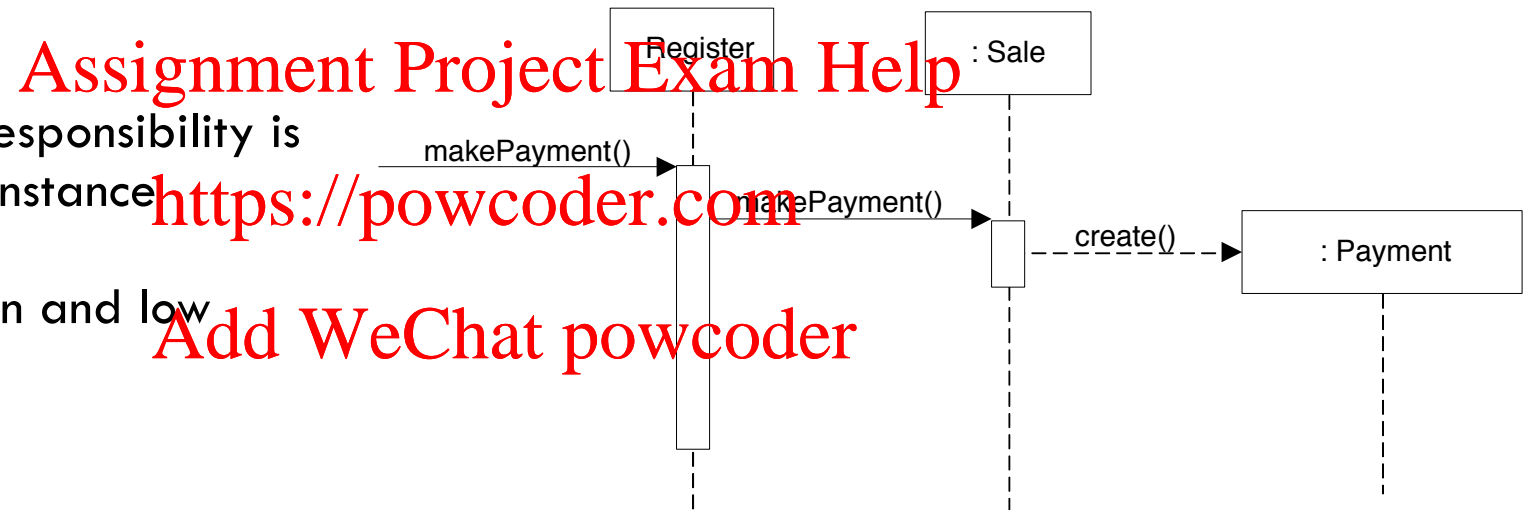 Register
: Sale
Assignment Project Exam Help
esponsibility is
makePayment()
nstance
https://powcoder.com
makePayment()
create()
: Payment
n and low
Add WeChat powcoder